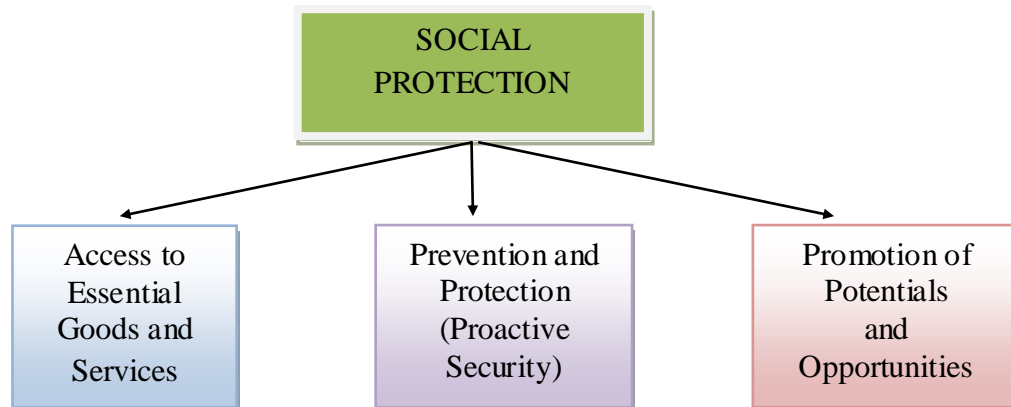 SOCIAL
PROTECTION
Access to
Essential
Goods and
Services
Prevention and
Protection
(Proactive
Security)
Promotion of
Potentials
and
Opportunities